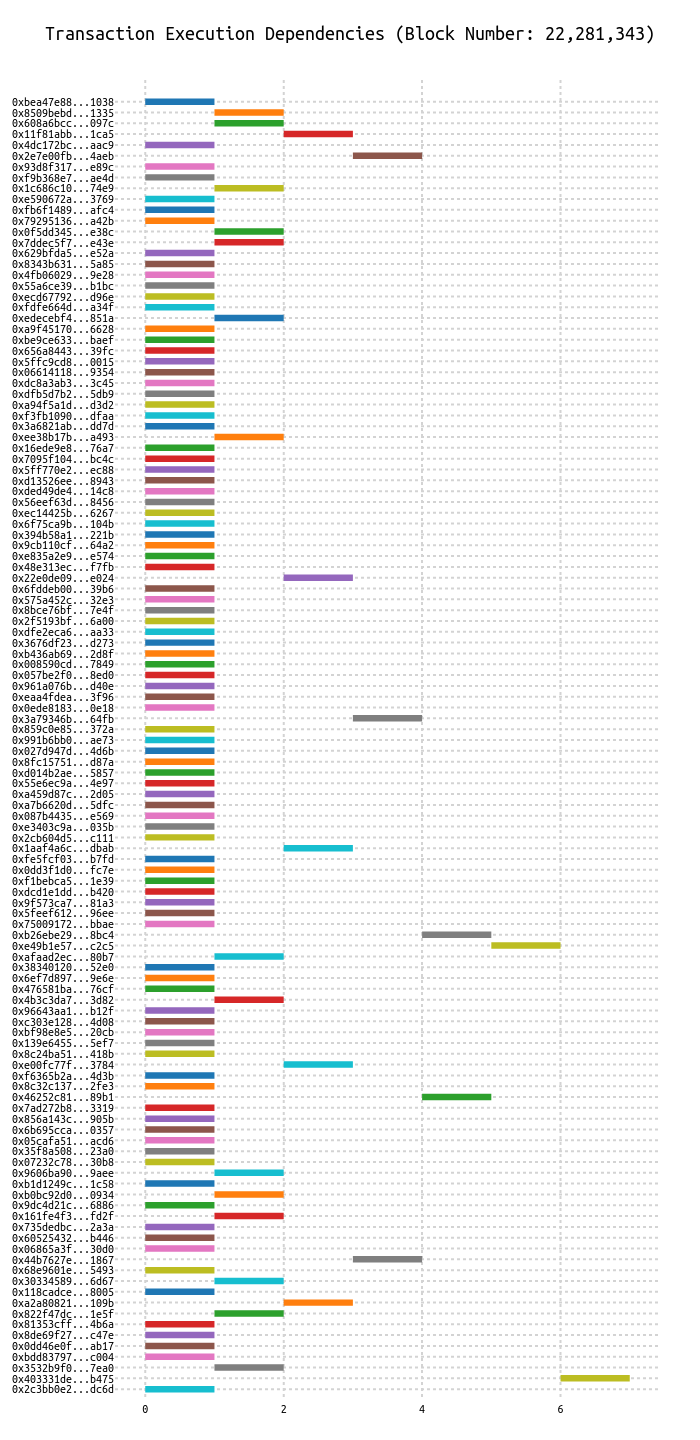 Transaction Execution Dependencies (Block Number: 22,281,343)
0xbea47e88...1038
0x8509bebd...1335
0x608a6bcc...097c
0x11f81abb...1ca5
0x4dc172bc...aac9
0x2e7e00fb...4aeb
0x93d8f317...e89c
0xf9b368e7...ae4d
0x1c686c10...74e9
0xe590672a...3769
0xfb6f1489...afc4
0x79295136...a42b
0x0f5dd345...e38c
0x7ddec5f7...e43e
0x629bfda5...e52a
0x8343b631...5a85
0x4fb06029...9e28
0x55a6ce39...b1bc
0xecd67792...d96e
0xfdfe664d...a34f
0xedecebf4...851a
0xa9f45170...6628
0xbe9ce633...baef
0x656a8443...39fc
0x5ffc9cd8...0015
0x06614118...9354
0xdc8a3ab3...3c45
0xdfb5d7b2...5db9
0xa94f5a1d...d3d2
0xf3fb1090...dfaa
0x3a6821ab...dd7d
0xee38b17b...a493
0x16ede9e8...76a7
0x7095f104...bc4c
0x5ff770e2...ec88
0xd13526ee...8943
0xded49de4...14c8
0x56eef63d...8456
0xec14425b...6267
0x6f75ca9b...104b
0x394b58a1...221b
0x9cb110cf...64a2
0xe835a2e9...e574
0x48e313ec...f7fb
0x22e0de09...e024
0x6fddeb00...39b6
0x575a452c...32e3
0x8bce76bf...7e4f
0x2f5193bf...6a00
0xdfe2eca6...aa33
0x3676df23...d273
0xb436ab69...2d8f
0x008590cd...7849
0x057be2f0...8ed0
0x961a076b...d40e
0xeaa4fdea...3f96
0x0ede8183...0e18
0x3a79346b...64fb
0x859c0e85...372a
0x991b6bb0...ae73
0x027d947d...4d6b
0x8fc15751...d87a
0xd014b2ae...5857
0x55e6ec9a...4e97
0xa459d87c...2d05
0xa7b6620d...5dfc
0x087b4435...e569
0xe3403c9a...035b
0x2cb604d5...c111
0x1aaf4a6c...dbab
0xfe5fcf03...b7fd
0x0dd3f1d0...fc7e
0xf1bebca5...1e39
0xdcd1e1dd...b420
0x9f573ca7...81a3
0x5feef612...96ee
0x75009172...bbae
0xb26ebe29...8bc4
0xe49b1e57...c2c5
0xafaad2ec...80b7
0x38340120...52e0
0x6ef7d897...9e6e
0x476581ba...76cf
0x4b3c3da7...3d82
0x96643aa1...b12f
0xc303e128...4d08
0xbf98e8e5...20cb
0x139e6455...5ef7
0x8c24ba51...418b
0xe00fc77f...3784
0xf6365b2a...4d3b
0x8c32c137...2fe3
0x46252c81...89b1
0x7ad272b8...3319
0x856a143c...905b
0x6b695cca...0357
0x05cafa51...acd6
0x35f8a508...23a0
0x07232c78...30b8
0x9606ba90...9aee
0xb1d1249c...1c58
0xb0bc92d0...0934
0x9dc4d21c...6886
0x161fe4f3...fd2f
0x735dedbc...2a3a
0x60525432...b446
0x06865a3f...30d0
0x44b7627e...1867
0x68e9601e...5493
0x30334589...6d67
0x118cadce...8005
0xa2a80821...109b
0x822f47dc...1e5f
0x81353cff...4b6a
0x8de69f27...c47e
0x0dd46e0f...ab17
0xbdd83797...c004
0x3532b9f0...7ea0
0x403331de...b475
0x2c3bb0e2...dc6d
0 2 4 6